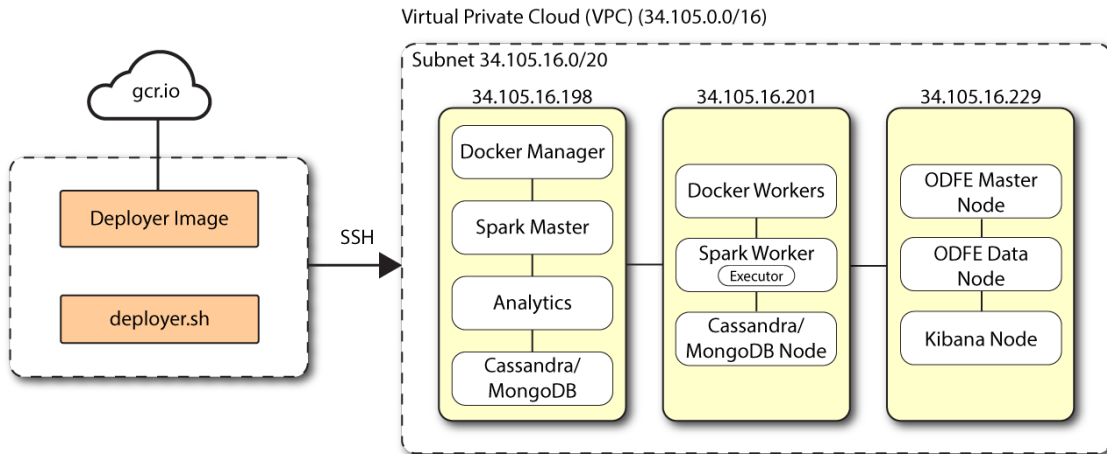 Virtual Private Cloud (VPC) (34.105.0.0/16)
Subnet 34.105.16.0/20
gcr.io
Deployer Image
deployer.sh
SSH
34.105.16.198
Docker Manager
Spark Master
Analytics
Cassandra/
MongoDB
34.105.16.201
Docker Workers
Spark Worker
Executor
Cassandra/
MongoDB Node
34.105.16.229
ODFE Master
Node
ODFE Data
Node
Kibana Node